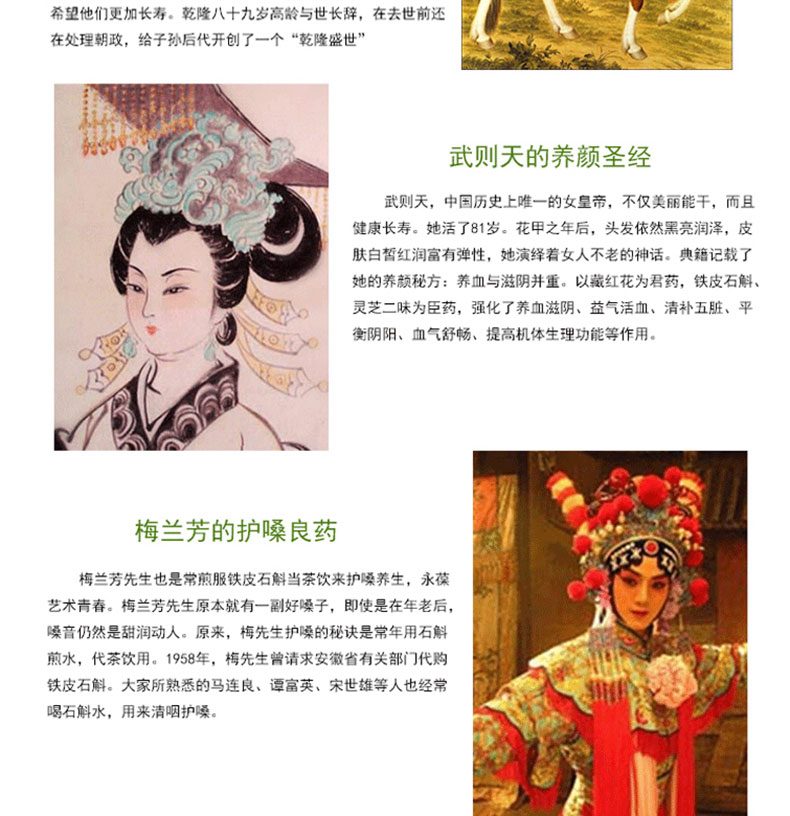 希望他们更加长寿。乾隆八十九岁高龄与世长辞，在去世前还
在处理朝政，给子孙后代开创了一个“乾隆盛世”
武则天的养颜圣经
武则天，中国历史上唯一的女皇帝，不仅美丽能干，而且
健康长寿。她活了81岁。花甲之年后，头发依然黑亮润泽，皮
肤白皙红润富有弹性，她演绎着女人不老的神话。典籍记载了
她的养颜秘方：养血与滋阴并重。以藏红花为君药，铁皮石斛、
灵芝二味为臣药，强化了养血滋阴、益气活血、清补五脏、平
衡阴阳、血气舒畅、提高机体生理功能等作用。
梅兰芳的护嗓良药
梅兰芳先生也是常煎服铁皮石斛当茶饮来护嗓养生，永葆
艺术青春。梅兰芳先生原本就有一副好嗓子，即使是在年老后，
嗓音仍然是甜润动人。原来，梅先生护嗓的秘诀是常年用石斛
煎水，代茶饮用。1958年，梅先生曾请求安徽省有关部门代购
铁皮石斛。大家所熟悉的马连良、谭富英、宋世雄等人也经常
喝石斛水，用来清咽护嗓。